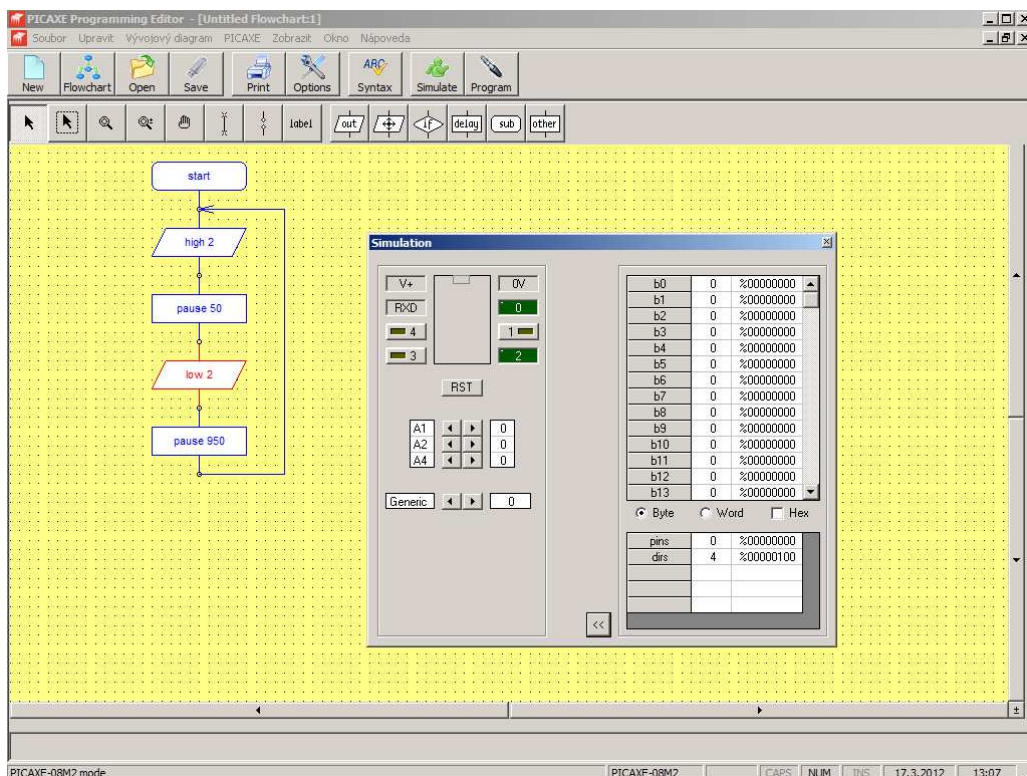 PICAXE Programming Editor - [Untitled Flowchart:1]
Soubor Upravit Vývojový diagram PICAXE Zobrazit Okno Nápoveda
New Flowchart Open Save Print Options Syntax Simulate Program
ABC
label out if delay sub other
start
high 2
pause 50
low 2
pause 950
Simulation
V+ 0V
RXD 0
4 1
3 2
RST
A1 0
A2 0
A4 0
Generic 0
b0 0 %00000000
b1 0 %00000000
b2 0 %00000000
b3 0 %00000000
b4 0 %00000000
b5 0 %00000000
b6 0 %00000000
b7 0 %00000000
b8 0 %00000000
b9 0 %00000000
b10 0 %00000000
b11 0 %00000000
b12 0 %00000000
b13 0 %00000000
Byte Word Hex
pins 0 %00000000
dirs 4 %00000100
<<
PICAXE-08M2 mode PICAXE-08M2 CAPS NUM INS 17.3.2012 13:07